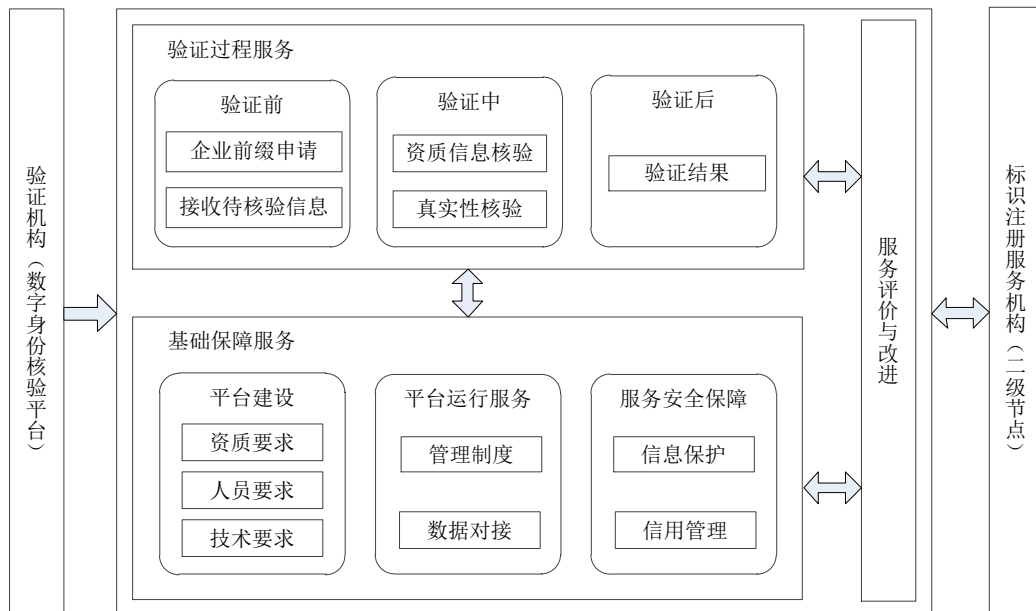 验证机构（数字身份核验平台）
验证过程服务
验证前
企业前缀申请
接收待核验信息
验证中
资质信息核验
真实性核验
验证后
验证结果
基础保障服务
平台建设
资质要求
人员要求
技术要求
平台运行服务
管理制度
数据对接
服务安全保障
信息保护
信用管理
服务评价与改进
标识注册服务机构（二级节点）